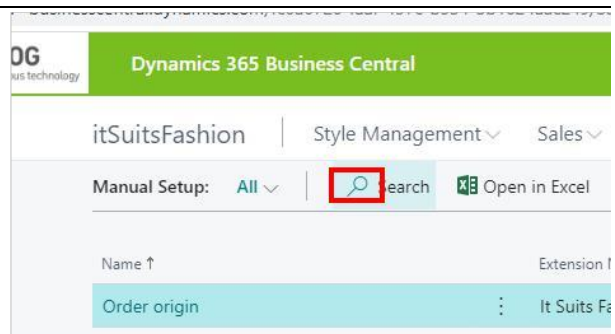 Dynamics 365 Business Central
itSuitsFashion Style Management Sales
Manual Setup: All Search Open in Excel
Name ↑ Extension
Order origin It Suits